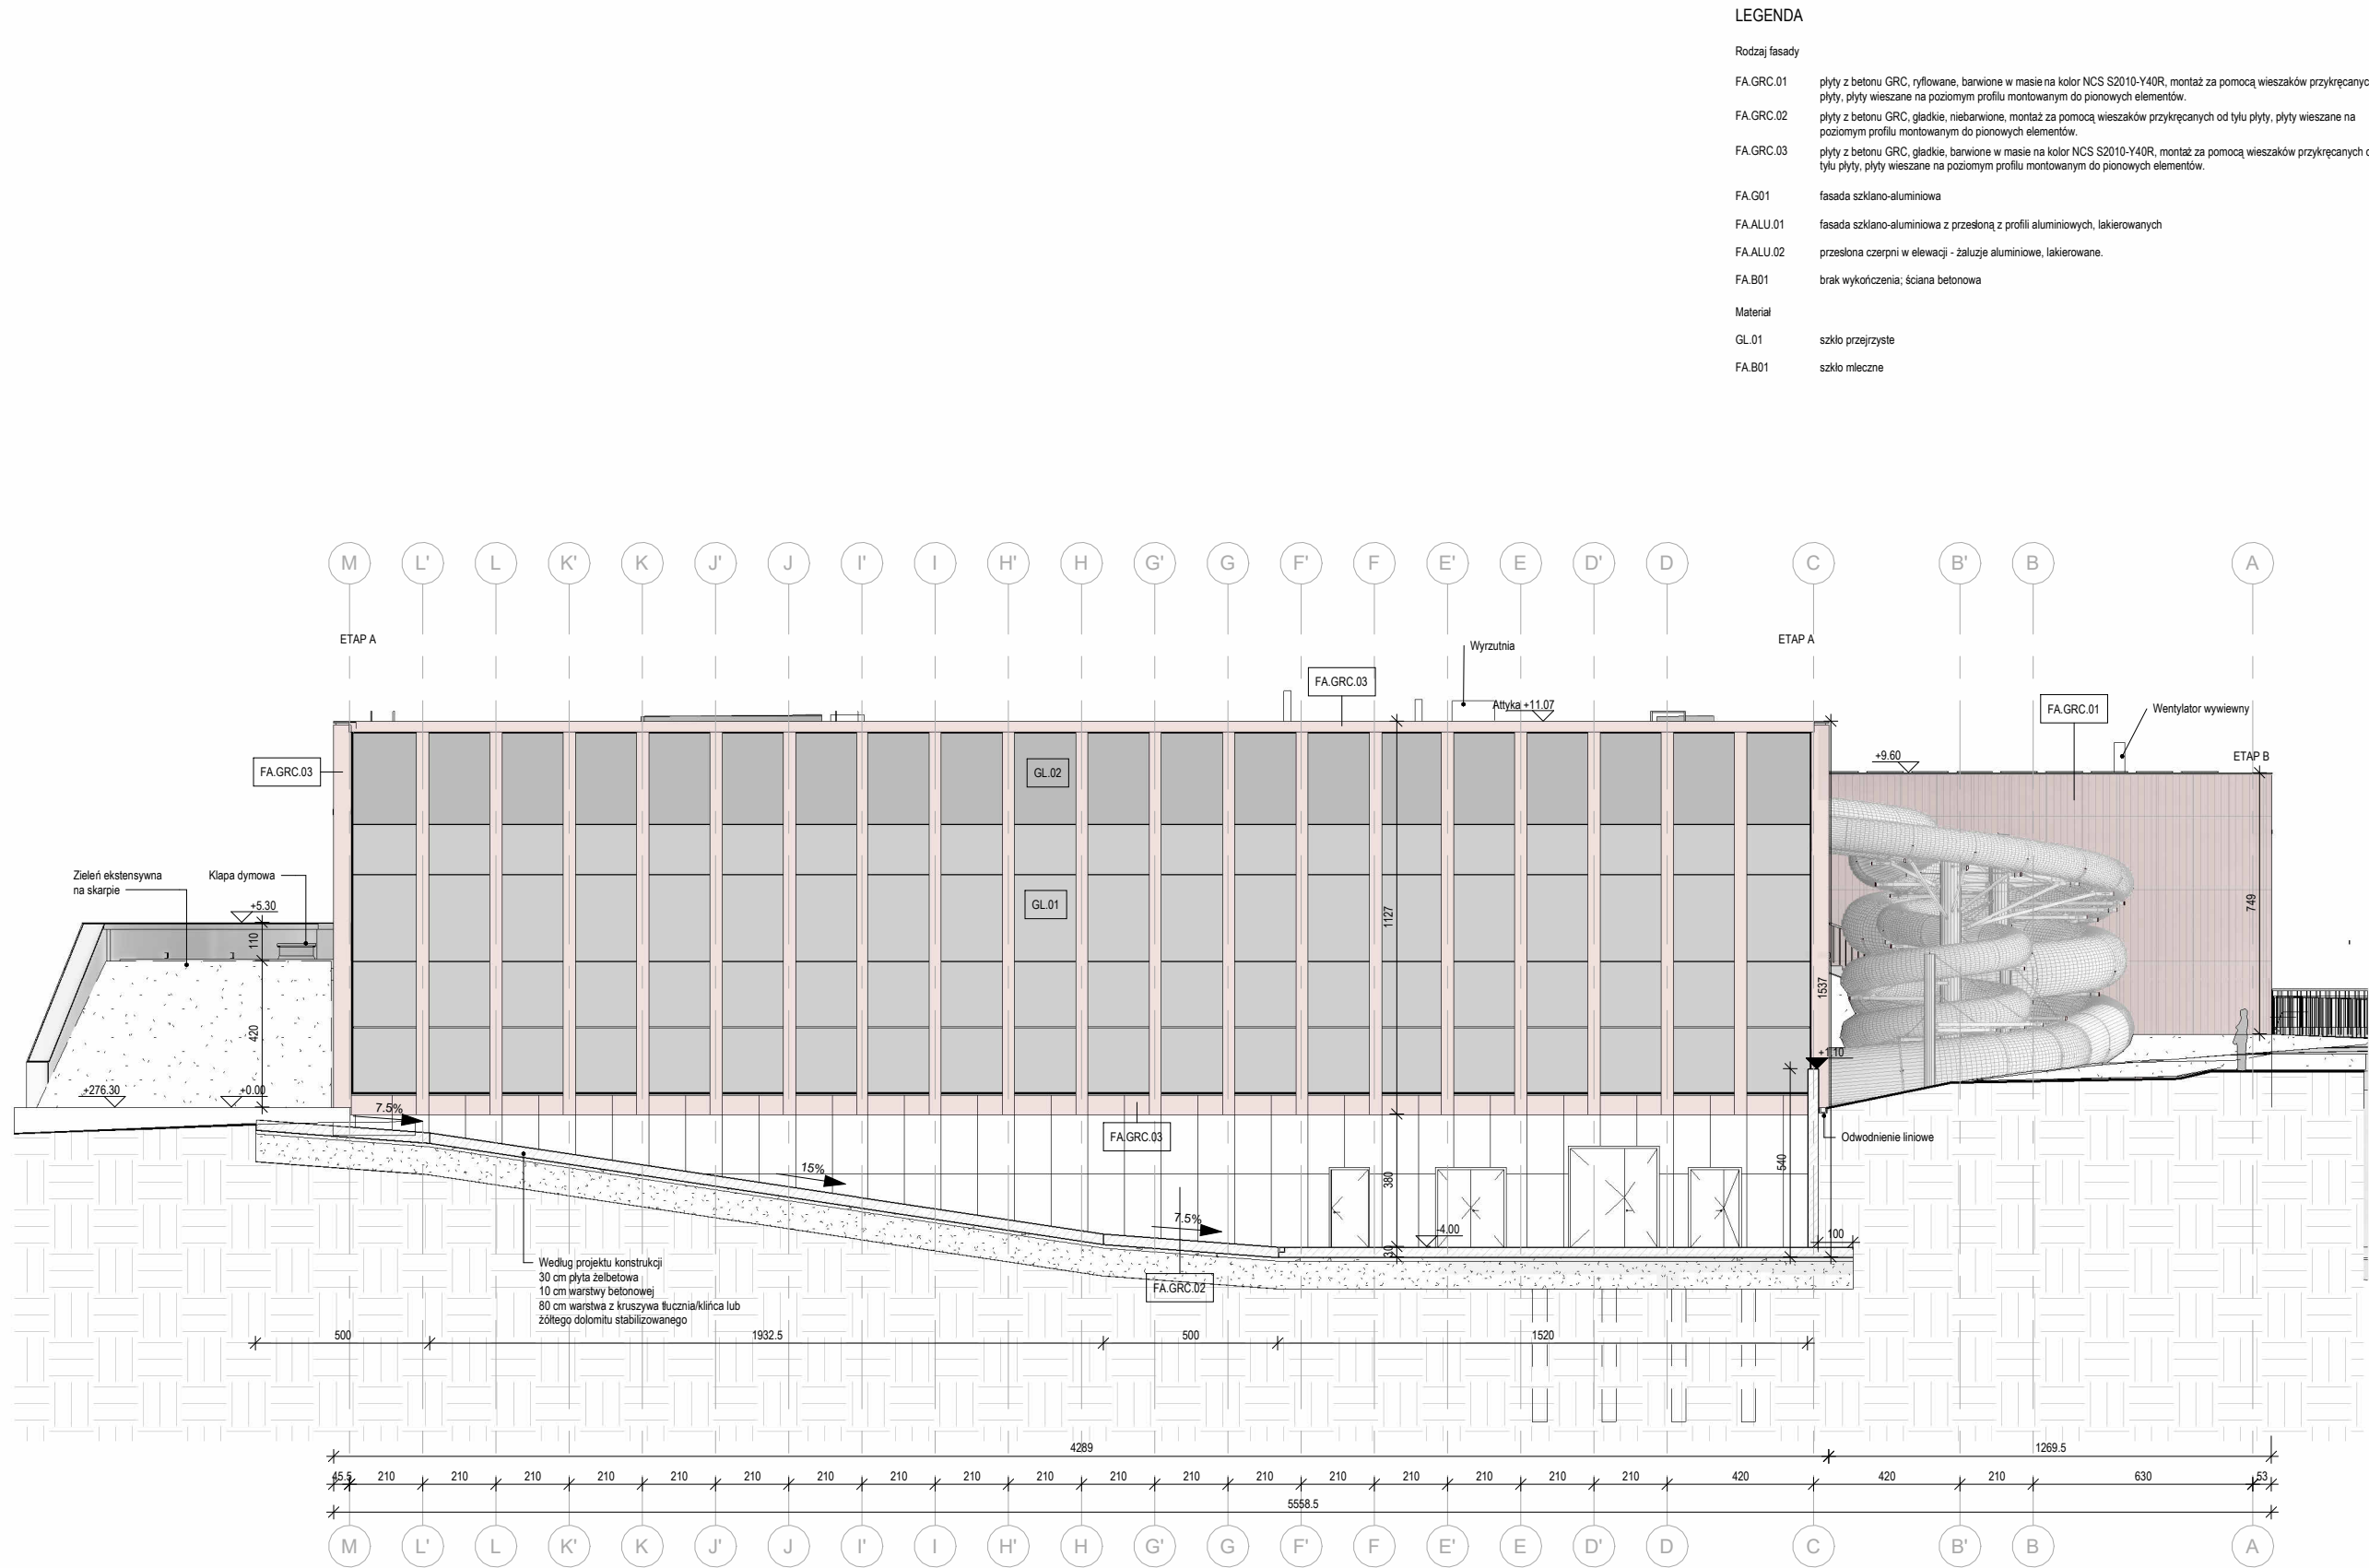 LEGENDA
Rodzaj fasady
FA.GRC.01 płyty z betonu GRC, ryflowane, barwione w masie na kolor NCS S2010-Y40R, montaż za pomocą wieszaków przykręcanyc
płyty, płyty wieszane na poziomym profilu montowanym do pionowych elementów.
FA.GRC.02 płyty z betonu GRC, gładkie, niebarwione, montaż za pomocą wieszaków przykręcanych od tyłu płyty, płyty wieszane na
poziomym profilu montowanym do pionowych elementów.
FA.GRC.03 płyty z betonu GRC, gładkie, barwione w masie na kolor NCS S2010-Y40R, montaż za pomocą wieszaków przykręcanych
tyłu płyty, płyty wieszane na poziomym profilu montowanym do pionowych elementów.
FA.G01 fasada szklano-aluminiowa
FA.ALU.01 fasada szklano-aluminiowa z przesłoną z profili aluminiowych, lakierowanych
FA.ALU.02 przesłona czerpni w elewacji - żaluzje aluminiowe, lakierowane.
FA.B01 brak wykończenia; ściana betonowa
Materiał
GL.01 szkło przejrzyste
FA.B01 szkło mleczne
M L' L K' K J' J I' I H' H G' G F' F E' E D' D C B' B A
ETAP A
ETAP A
Wyrzutnia
FA.GRC.03
Attyka +11.07
FA.GRC.01
Wentylator wywiewny
+9.60
ETAP B
FA.GRC.03
GL.02
Zieleń ekstensywna
na skarpie
Klapa dymowa
GL.01
+5.30
110
1127
749
1537
420
+1.10
+276.30
+0.00
7.5%
FA.GRC.03
Odwodnienie liniowe
15%
540
380
7.5%
-4.00
100
30
FA.GRC.02
Według projektu konstrukcji
30 cm płyta żelbetowa
10 cm warstwy betonowej
80 cm warstwa z kruszywa tłucznia/klińca lub
żółtego dolomitu stabilizowanego
500 1932.5 500 1520
4289 1269.5
45.5 210 210 210 210 210 210 210 210 210 210 210 210 210 210 210 210 210 210 420 420 210 630 53
5558.5
M L' L K' K J' J I' I H' H G' G F' F E' E D' D C B' B A